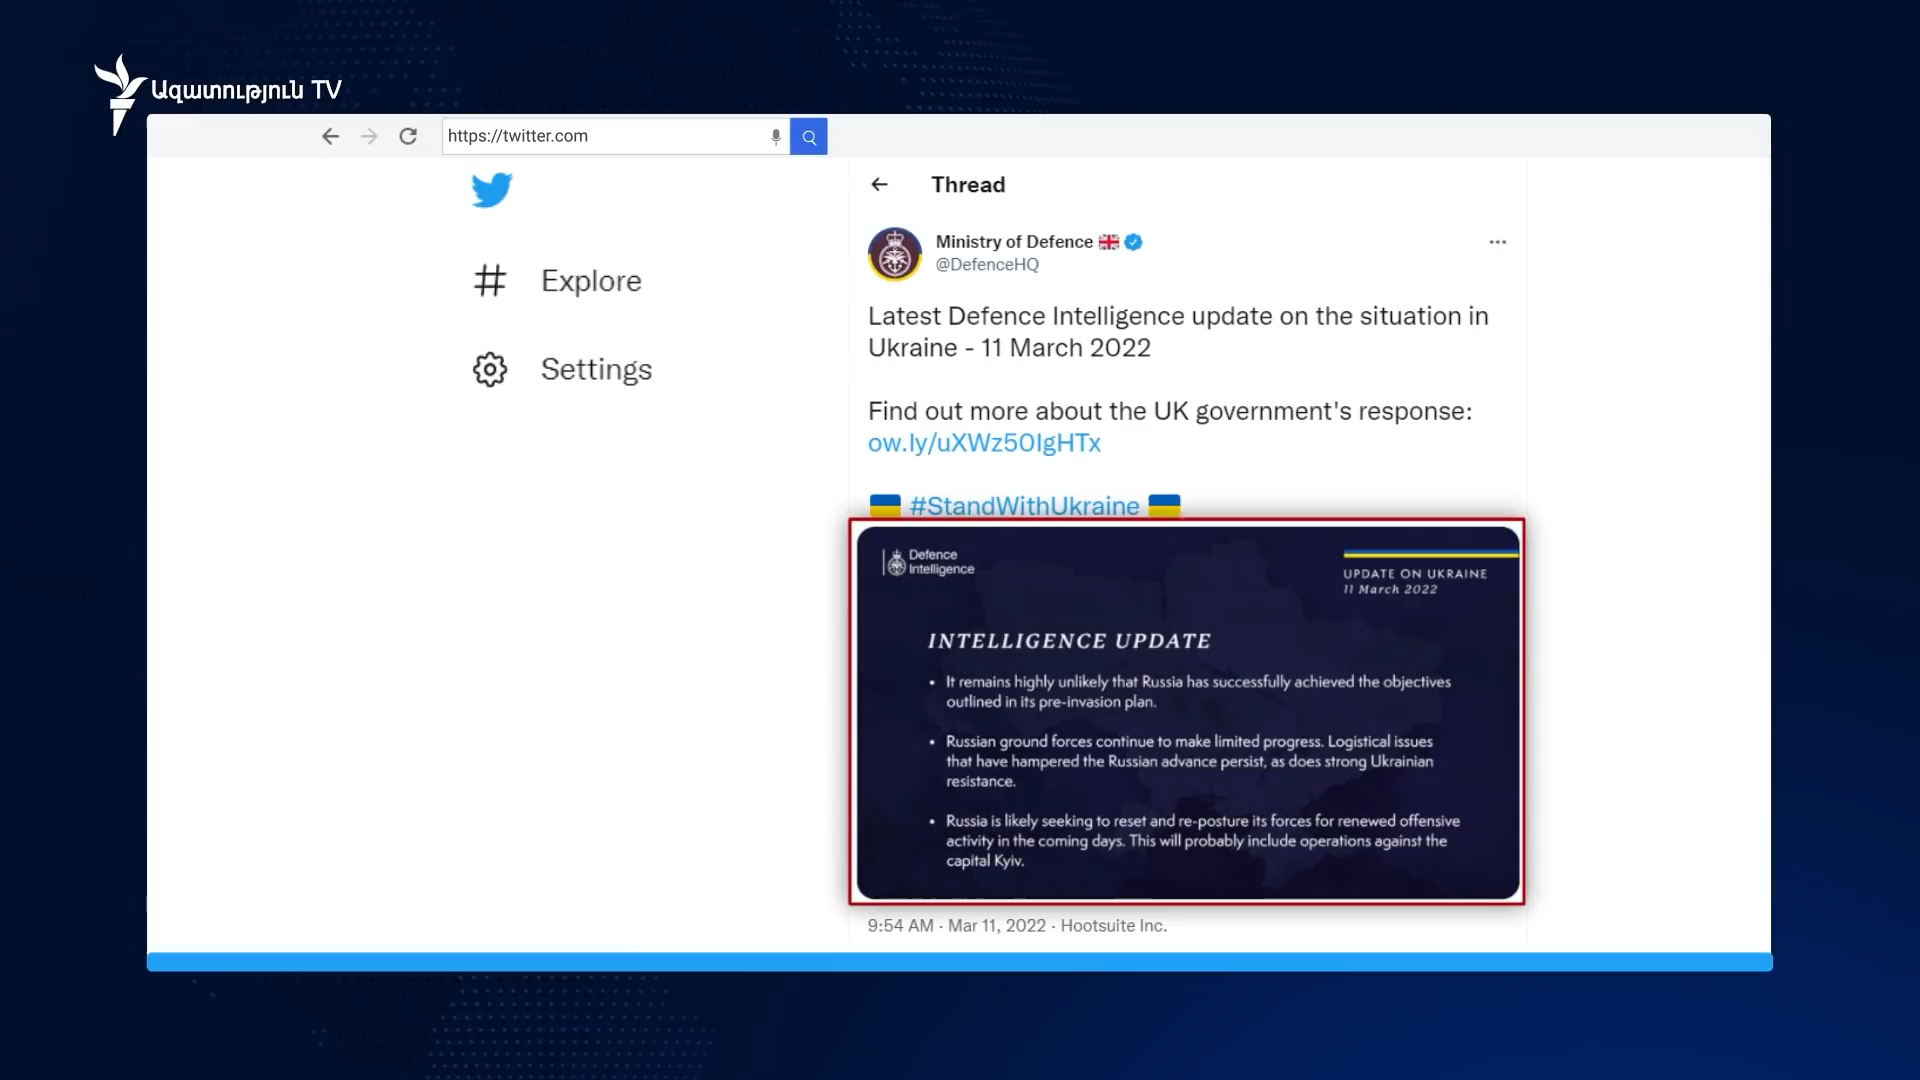 Ազատություն TV
https://twitter.com
Thread
Ministry of Defence
@DefenceHQ
Explore
Settings
Latest Defence Intelligence update on the situation in
Ukraine - 11 March 2022
Find out more about the UK government's response:
ow.ly/uXWz50IgHTx
#StandWithUkraine
Defence
Intelligence
UPDATE ON UKRAINE
11 March 2022
INTELLIGENCE UPDATE
• It remains highly unlikely that Russia has successfully achieved the objectives
outlined in its pre-invasion plan.
• Russian ground forces continue to make limited progress. Logistical issues
that have hampered the Russian advance persist, as does strong Ukrainian
resistance.
• Russia is likely seeking to reset and re-posture its forces for renewed offensive
activity in the coming days. This will probably include operations against the
capital Kyiv.
9:54 AM · Mar 11, 2022 · Hootsuite Inc.